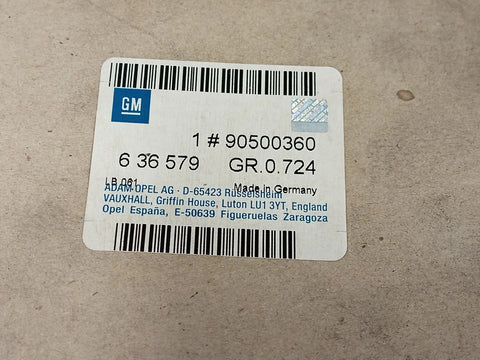 GM
1 # 90500360
6 36 579 GR.0.724
LB 061 Made in Germany
ADAM OPEL AG · D-65423 Rüsselsheim
VAUXHALL, Griffin House, Luton LU1 3YT, England
Opel España, E-50639 Figueruelas Zaragoza